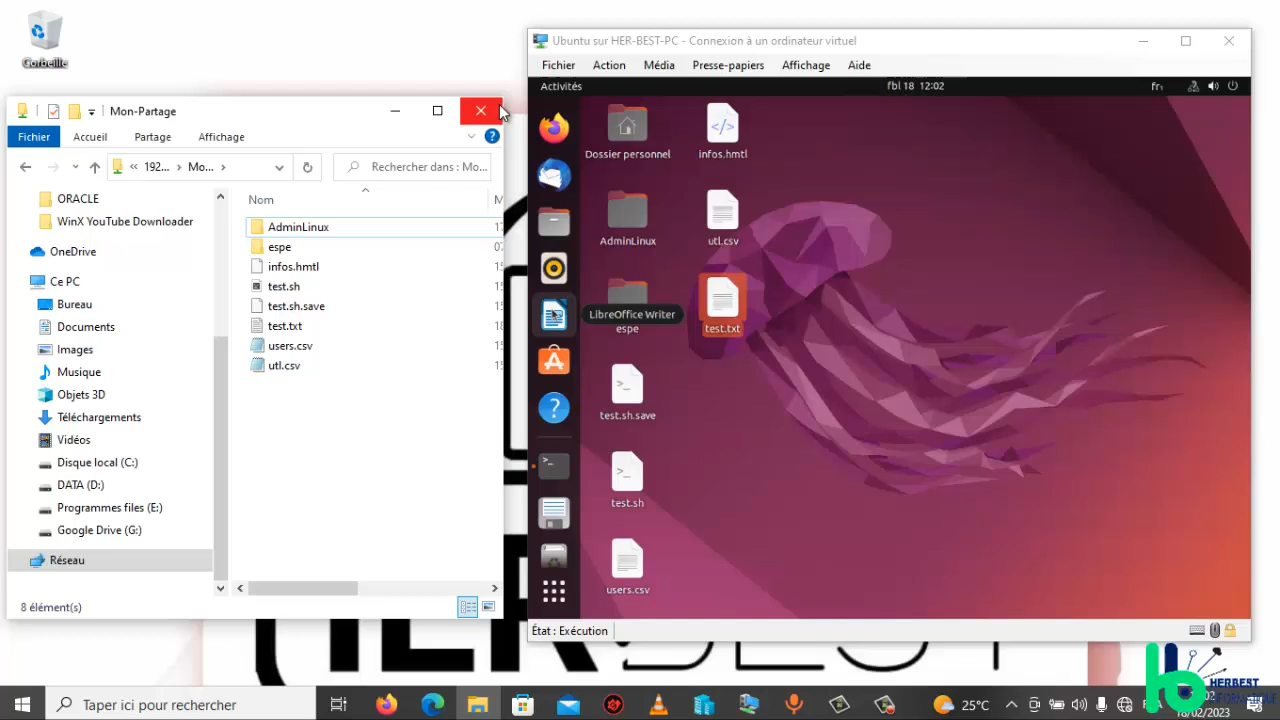 Corbeille
Mon-Partage
Fichier Accueil Partage Affichage
192... Mo...
Rechercher dans : Mo...
Nom
ORACLE
WinX YouTube Downloader
OneDrive
Ce PC
Bureau
Documents
Images
Musique
Objets 3D
Téléchargements
Vidéos
Disque local (C:)
DATA (D:)
Programmes files (E:)
Google Drive (G:)
Réseau
AdminLinux
espe
infos.hmtl
test.sh
test.sh.save
test.txt
users.csv
utl.csv
8 élément(s)
Ubuntu sur HER-BEST-PC - Connexion à un ordinateur virtuel
Fichier Action Média Presse-papiers Affichage Aide
Activités
fbl 18 12:02
fr₁
Dossier personnel
infos.hmtl
AdminLinux
utl.csv
LibreOffice Writer
espe
test.txt
test.sh.save
test.sh
users.csv
État : Exécution
HERBEST
Taper ici pour rechercher
25°C
HERBEST